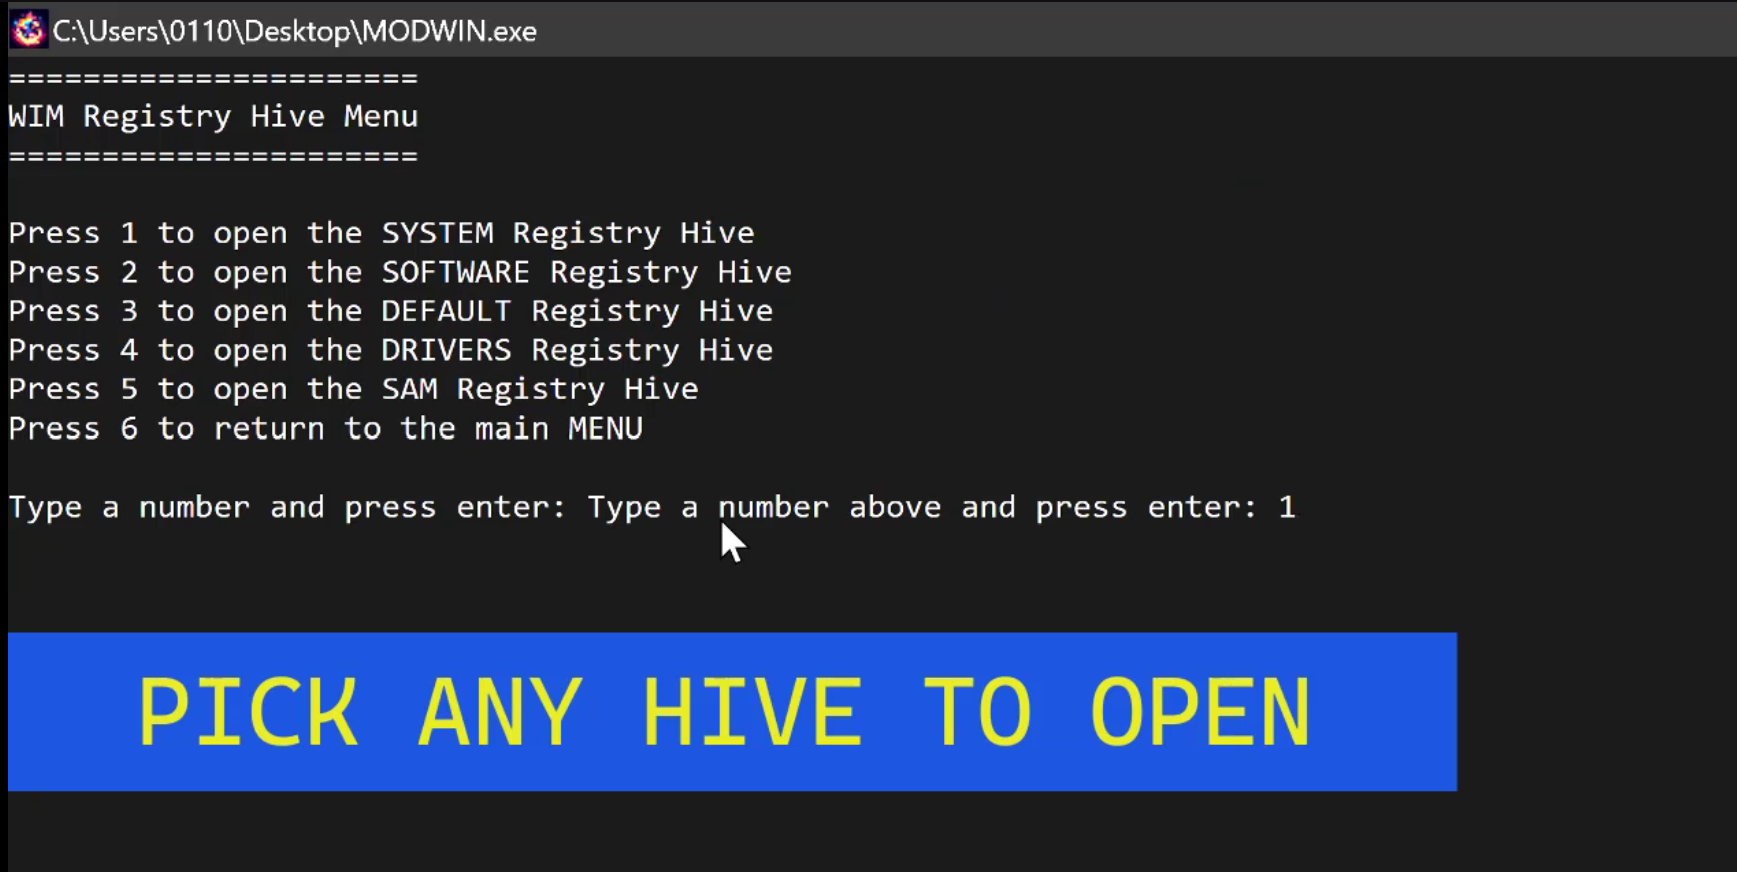 C:\Users\0110\Desktop\MODWIN.exe
======================
WIM Registry Hive Menu
======================
Press 1 to open the SYSTEM Registry Hive
Press 2 to open the SOFTWARE Registry Hive
Press 3 to open the DEFAULT Registry Hive
Press 4 to open the DRIVERS Registry Hive
Press 5 to open the SAM Registry Hive
Press 6 to return to the main MENU
Type a number and press enter: Type a number above and press enter: 1
PICK ANY HIVE TO OPEN